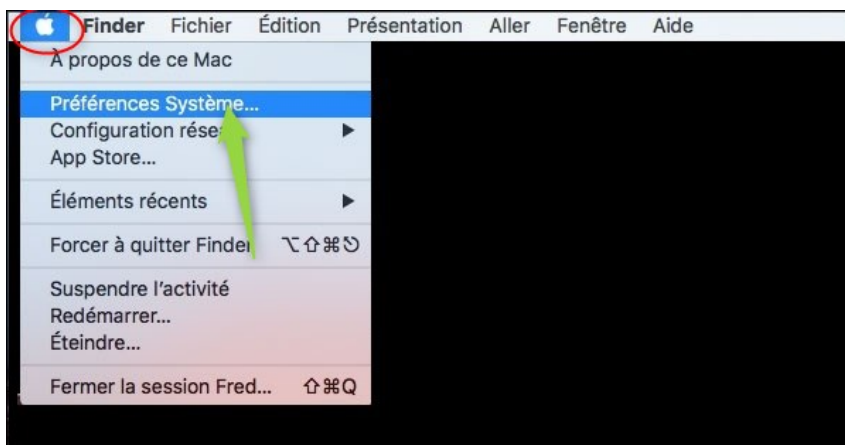 Finder Fichier Édition Présentation Aller Fenêtre Aide
À propos de ce Mac
Préférences Système...
Configuration
App Store...
Éléments récents
Forcer à quitter Finder ⌥⇧⌘⎋
Suspendre l'activité
Redémarrer...
Éteindre...
Fermer la session Fred... ⇧⌘Q